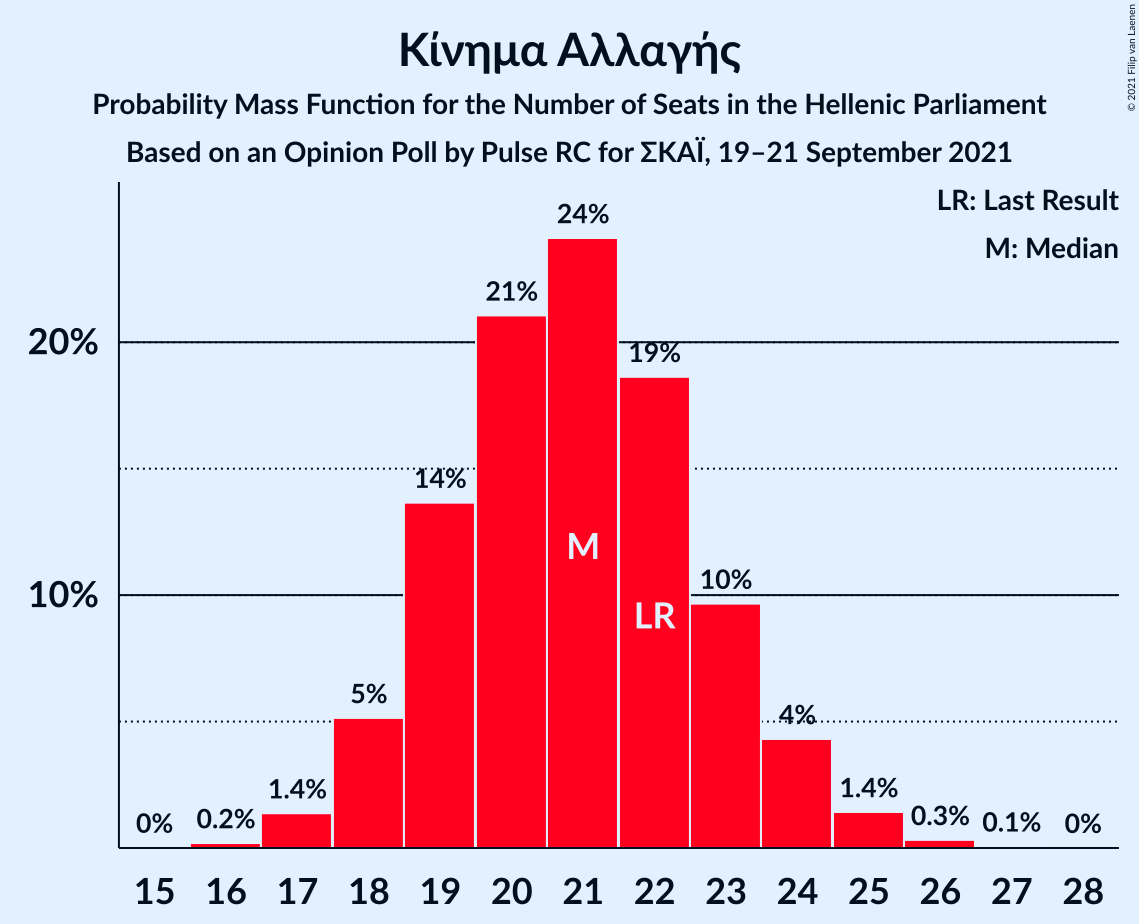 Κίνημα Αλλαγής
Probability Mass Function for the Number of Seats in the Hellenic Parliament
Based on an Opinion Poll by Pulse RC for ΣΚΑΪ, 19–21 September 2021
© 2021 Filip van Laenen
LR: Last Result
M: Median
24%
21%
20%
19%
14%
M
10%
10%
LR
5%
4%
1.4%
1.4%
0%
0.2%
0.3%
0.1%
0%
15 16 17 18 19 20 21 22 23 24 25 26 27 28